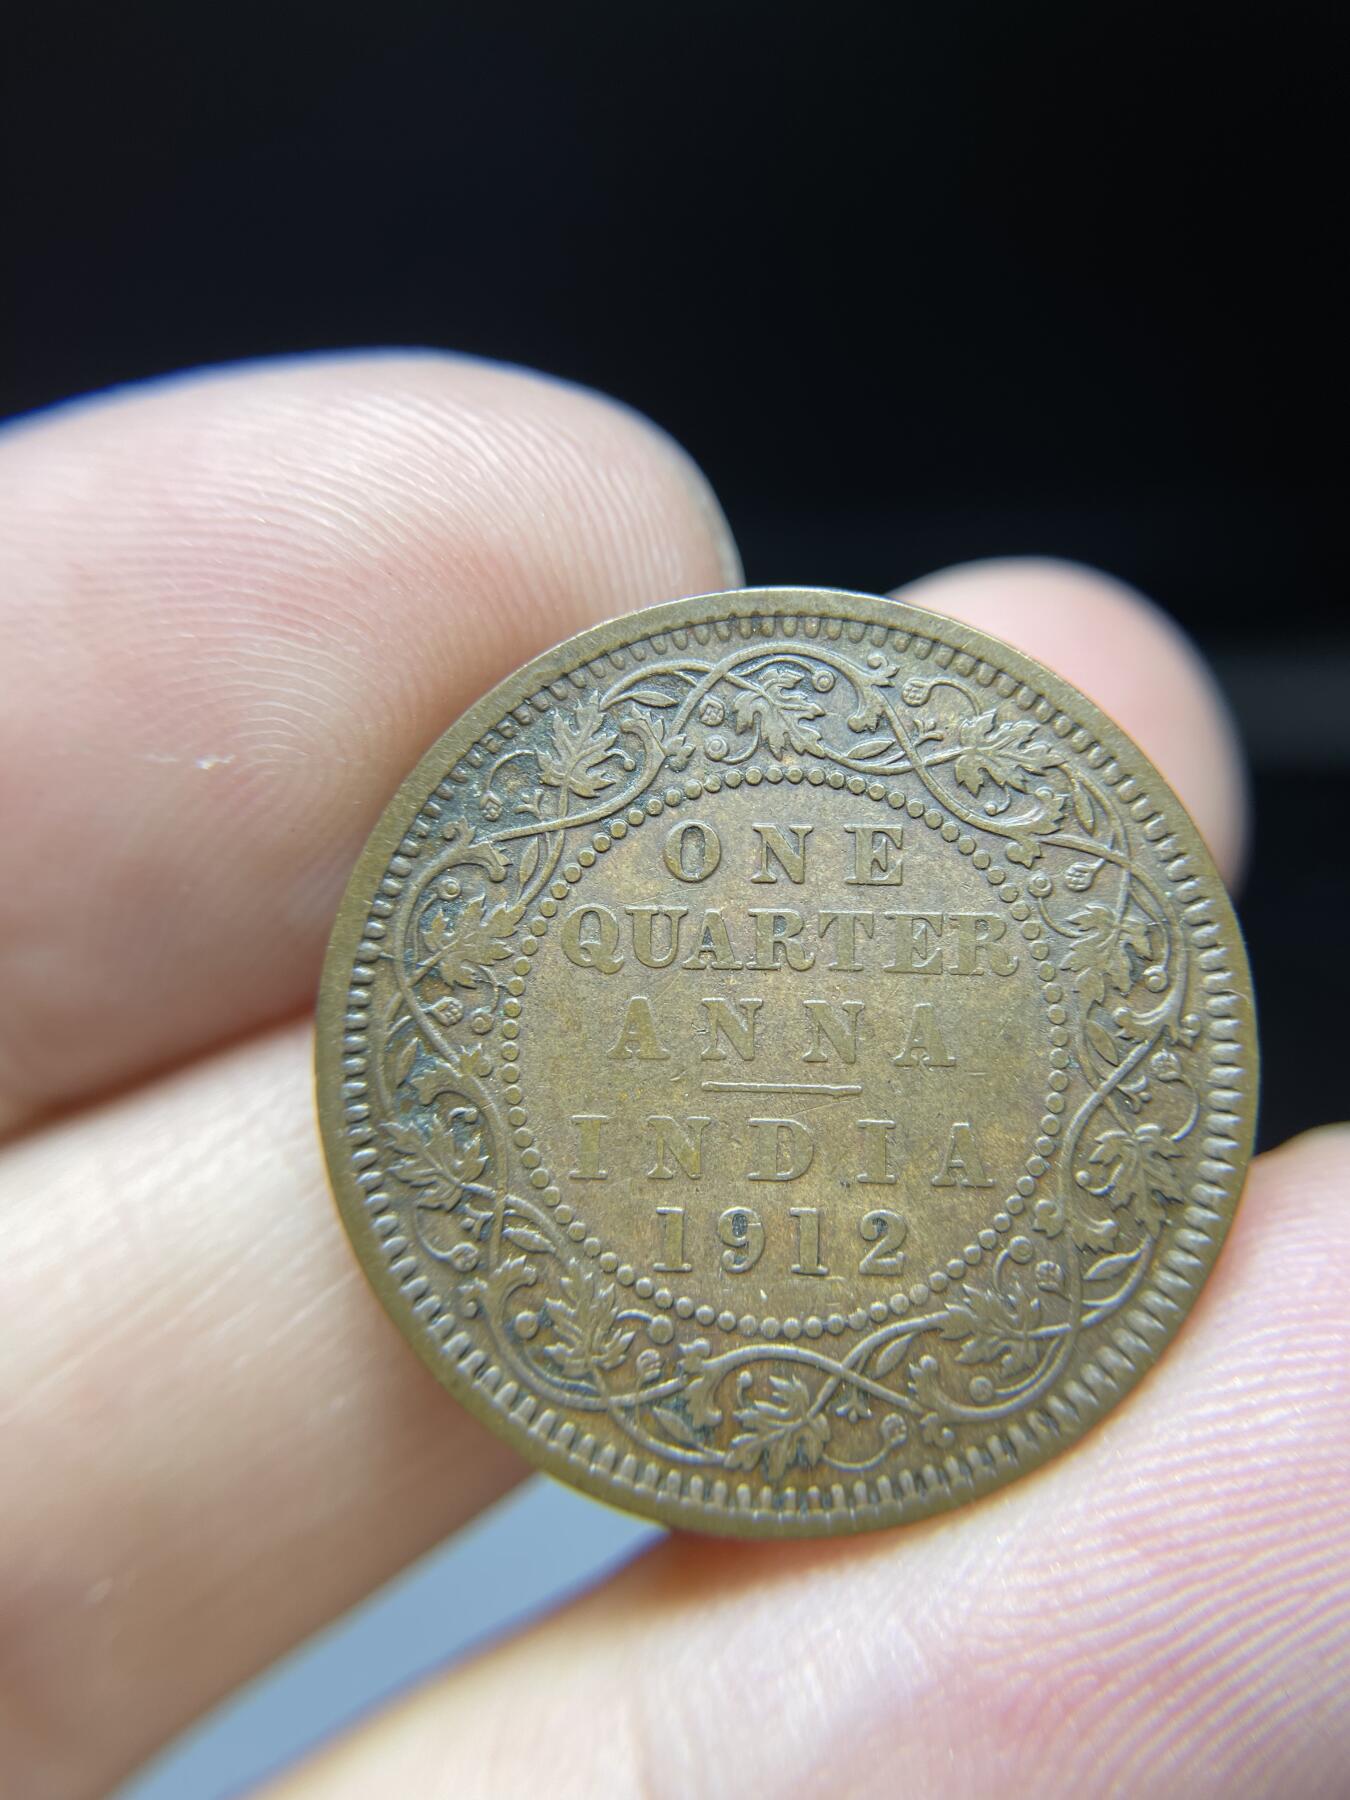 ONE
QUARTER
ANNA
INDIA
1912